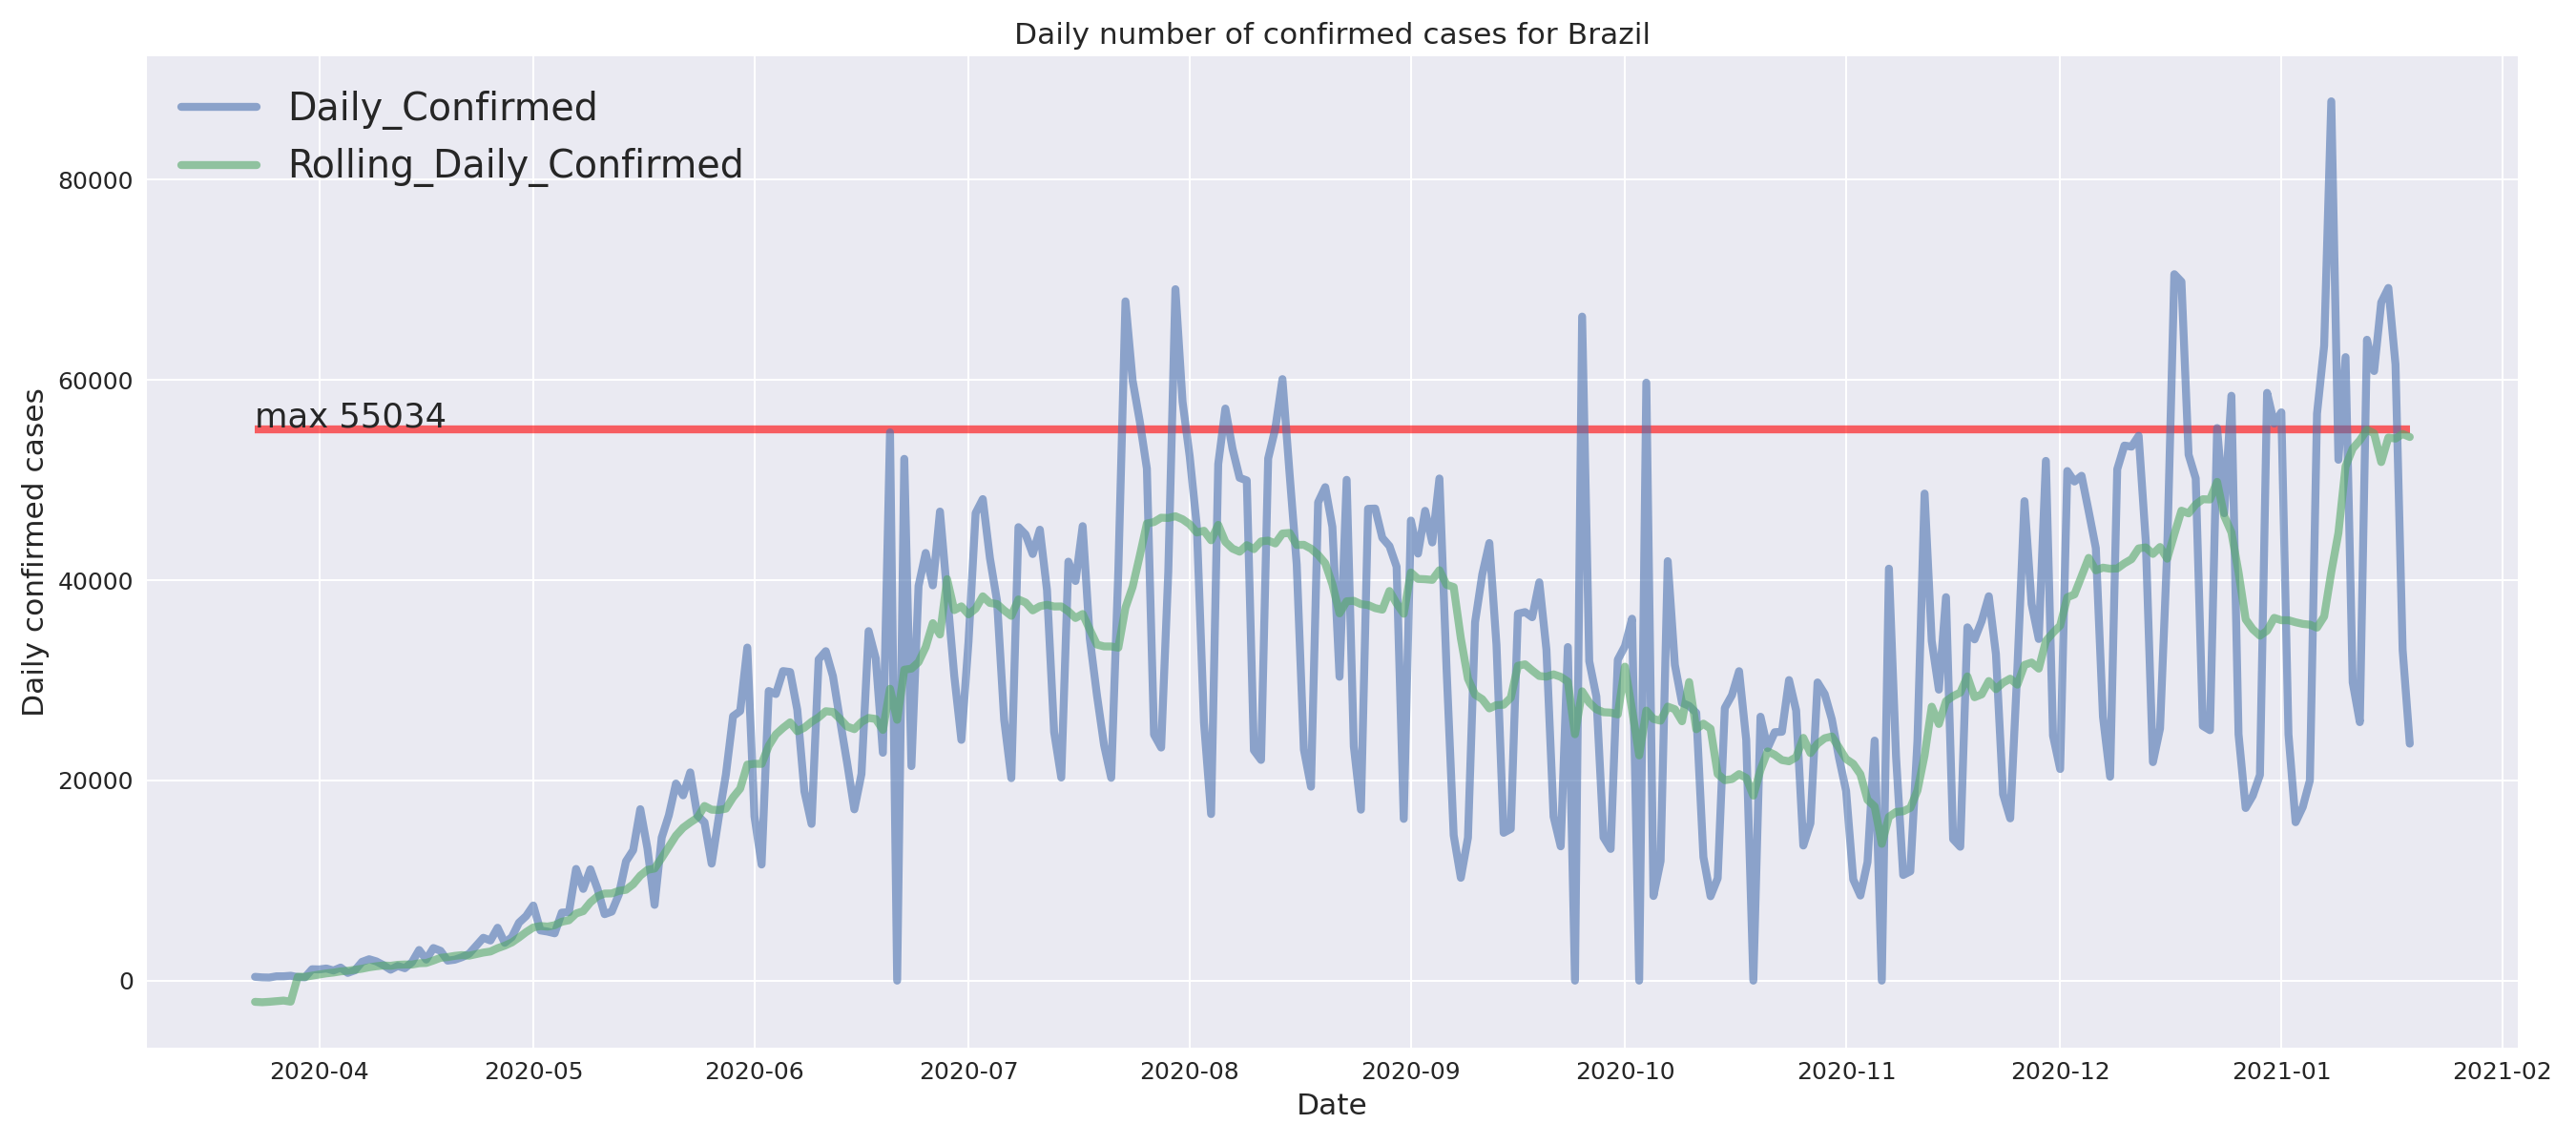 Daily number of confirmed cases for Brazil
Daily_Confirmed
Rolling_Daily_Confirmed
80000
60000
max 55034
40000
20000
0
Daily confirmed cases
2020-04 2020-05 2020-06 2020-07 2020-08 2020-09 2020-10 2020-11 2020-12 2021-01 2021-02
Date